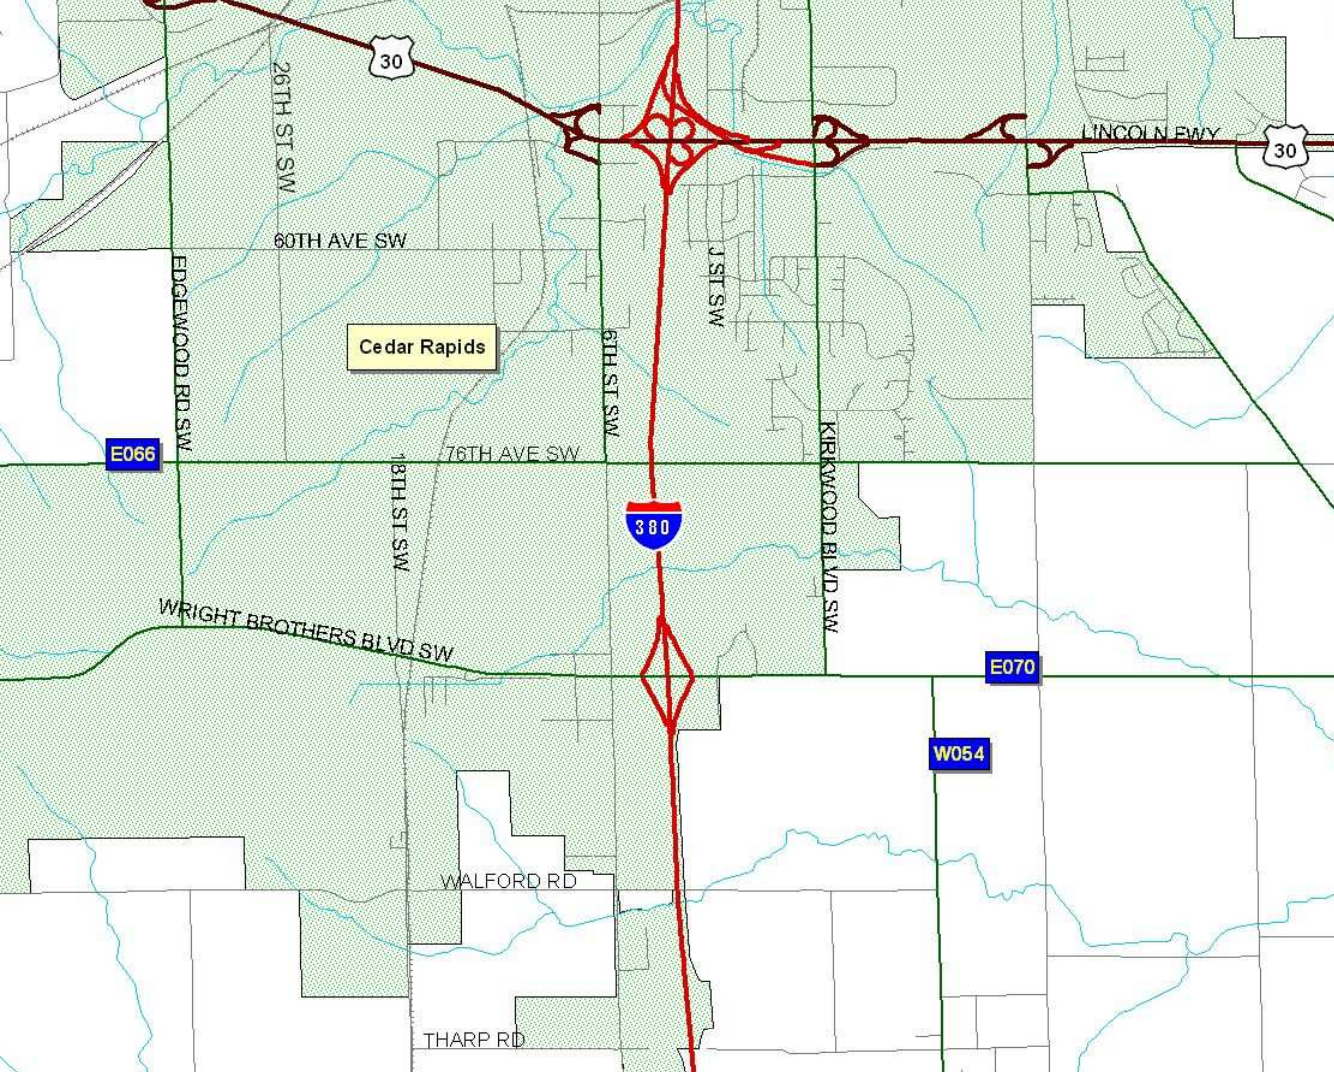 30
26TH ST SW
LINCOLN FWY
30
60TH AVE SW
EDGEWOOD RD SW
J ST SW
Cedar Rapids
6TH ST SW
E066
76TH AVE SW
18TH ST SW
KIRKWOOD BLVD SW
380
WRIGHT BROTHERS BLVD SW
E070
W054
WALFORD RD
THARP RD